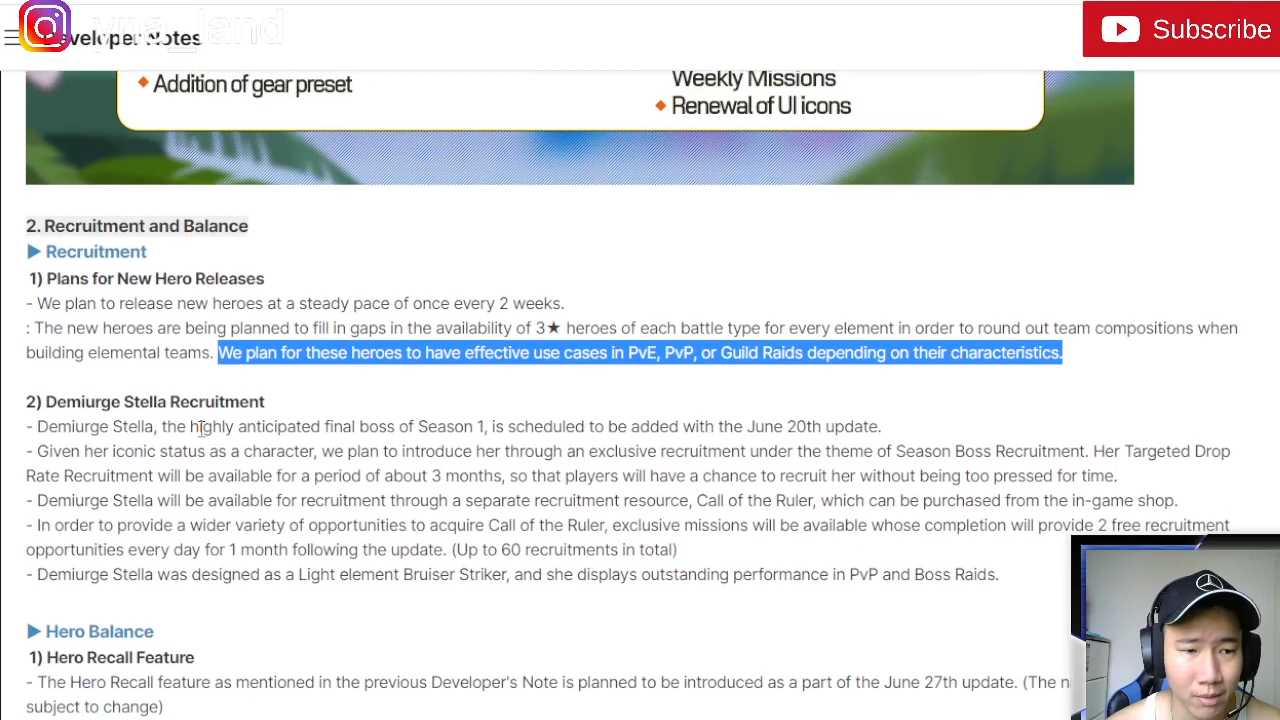 yna_land
Developer Notes
Subscribe
Addition of gear preset
Weekly Missions
Renewal of UI icons
2. Recruitment and Balance
▶ Recruitment
1) Plans for New Hero Releases
- We plan to release new heroes at a steady pace of once every 2 weeks.
: The new heroes are being planned to fill in gaps in the availability of 3★ heroes of each battle type for every element in order to round out team compositions when
building elemental teams. We plan for these heroes to have effective use cases in PvE, PvP, or Guild Raids depending on their characteristics.
2) Demiurge Stella Recruitment
- Demiurge Stella, the highly anticipated final boss of Season 1, is scheduled to be added with the June 20th update.
- Given her iconic status as a character, we plan to introduce her through an exclusive recruitment under the theme of Season Boss Recruitment. Her Targeted Drop
Rate Recruitment will be available for a period of about 3 months, so that players will have a chance to recruit her without being too pressed for time.
- Demiurge Stella will be available for recruitment through a separate recruitment resource, Call of the Ruler, which can be purchased from the in-game shop.
- In order to provide a wider variety of opportunities to acquire Call of the Ruler, exclusive missions will be available whose completion will provide 2 free recruitment
opportunities every day for 1 month following the update. (Up to 60 recruitments in total)
- Demiurge Stella was designed as a Light element Bruiser Striker, and she displays outstanding performance in PvP and Boss Raids.
▶ Hero Balance
1) Hero Recall Feature
- The Hero Recall feature as mentioned in the previous Developer's Note is planned to be introduced as a part of the June 27th update. (The
subject to change)